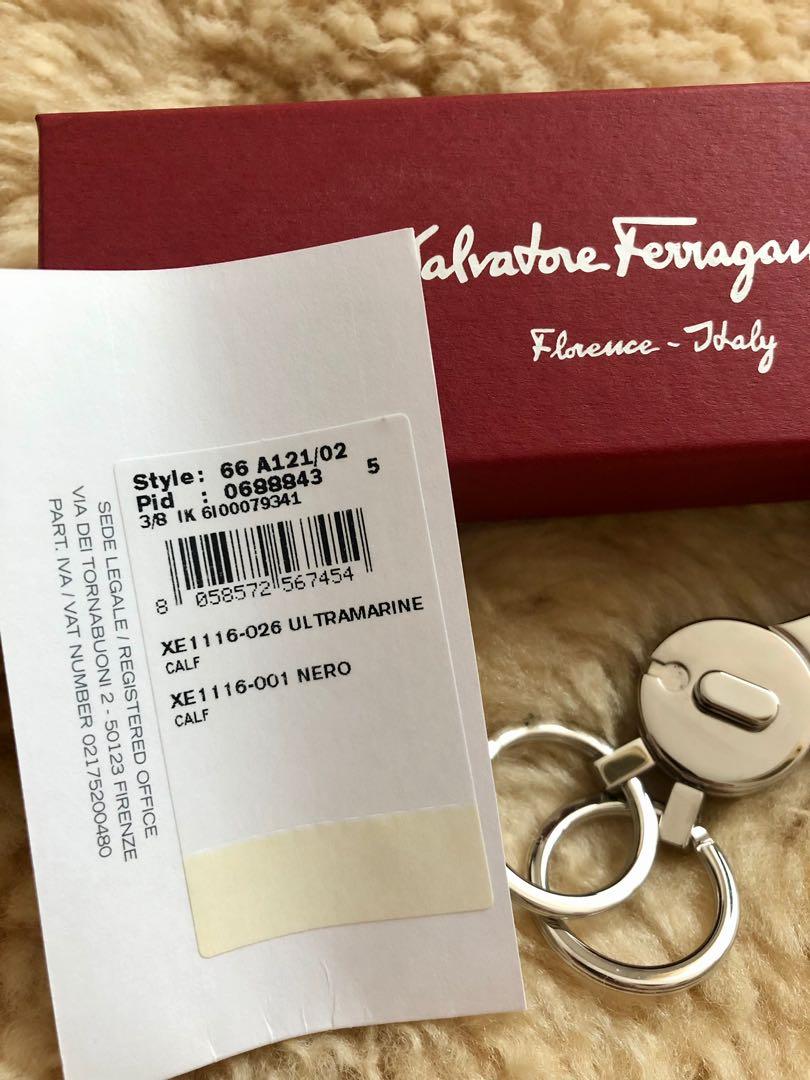 Salvatore
Florence - Italy
Style: 66 A121/02
Pid : 0688843 5
3/8 IK 6I00079341
8 058572 567454
XE1116-026 ULTRAMARINE
CALF
XE1116-001 NERO
CALF
SEDE LEGALE / REGISTERED OFFICE
VIA DEI TORNABUONI 2 - 50123 FIRENZE
PART. IVA / VAT NUMBER 02175200480